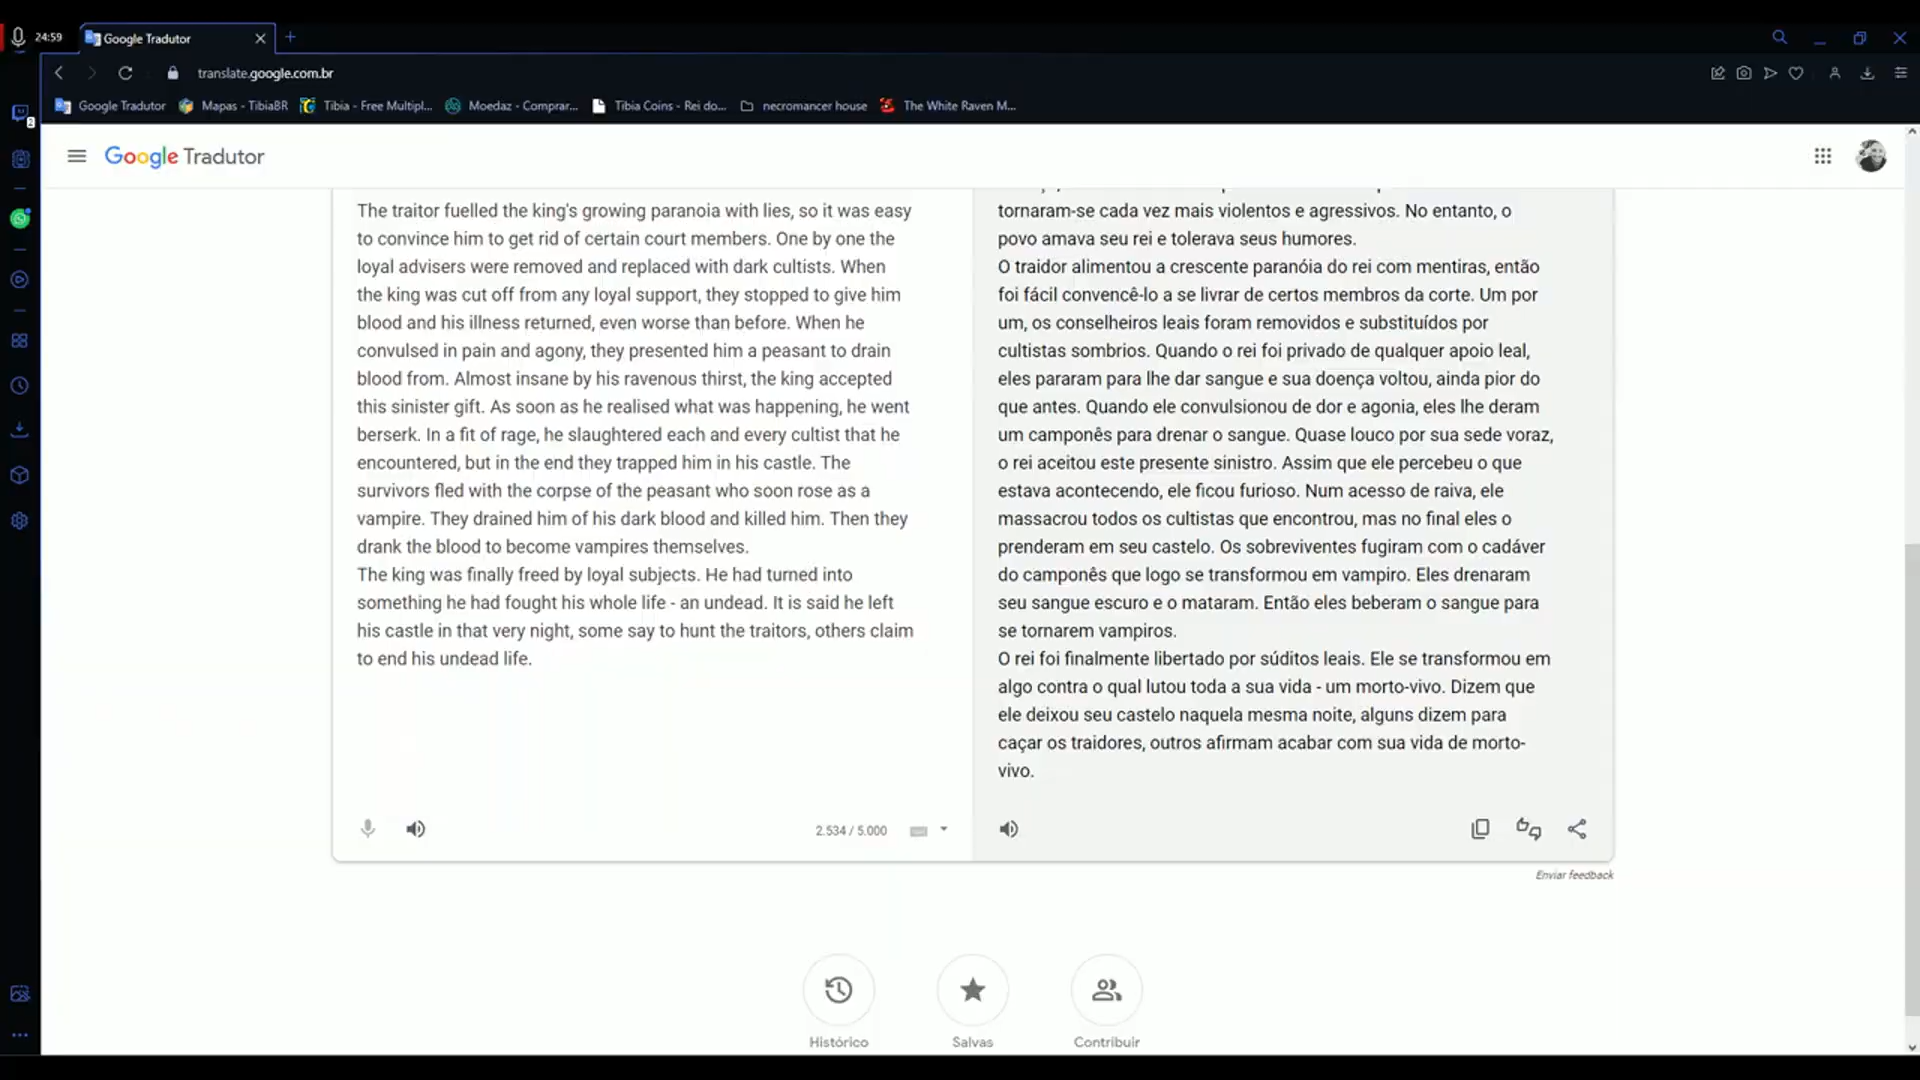 24:59
Google Tradutor
translate.google.com.br
Google Tradutor
Mapas - TibiaBR
Tibia - Free Multipl...
Moedaz - Comprar...
Tibia Coins - Rei do...
necromancer house
The White Raven M...
2
Google Tradutor
The traitor fuelled the king's growing paranoia with lies, so it was easy
to convince him to get rid of certain court members. One by one the
loyal advisers were removed and replaced with dark cultists. When
the king was cut off from any loyal support, they stopped to give him
blood and his illness returned, even worse than before. When he
convulsed in pain and agony, they presented him a peasant to drain
blood from. Almost insane by his ravenous thirst, the king accepted
this sinister gift. As soon as he realised what was happening, he went
berserk. In a fit of rage, he slaughtered each and every cultist that he
encountered, but in the end they trapped him in his castle. The
survivors fled with the corpse of the peasant who soon rose as a
vampire. They drained him of his dark blood and killed him. Then they
drank the blood to become vampires themselves.
The king was finally freed by loyal subjects. He had turned into
something he had fought his whole life - an undead. It is said he left
his castle in that very night, some say to hunt the traitors, others claim
to end his undead life.
2.534 / 5.000
tornaram-se cada vez mais violentos e agressivos. No entanto, o
povo amava seu rei e tolerava seus humores.
O traidor alimentou a crescente paranóia do rei com mentiras, então
foi fácil convencê-lo a se livrar de certos membros da corte. Um por
um, os conselheiros leais foram removidos e substituídos por
cultistas sombrios. Quando o rei foi privado de qualquer apoio leal,
eles pararam para lhe dar sangue e sua doença voltou, ainda pior do
que antes. Quando ele convulsionou de dor e agonia, eles lhe deram
um camponês para drenar o sangue. Quase louco por sua sede voraz,
o rei aceitou este presente sinistro. Assim que ele percebeu o que
estava acontecendo, ele ficou furioso. Num acesso de raiva, ele
massacrou todos os cultistas que encontrou, mas no final eles o
prenderam em seu castelo. Os sobreviventes fugiram com o cadáver
do camponês que logo se transformou em vampiro. Eles drenaram
seu sangue escuro e o mataram. Então eles beberam o sangue para
se tornarem vampiros.
O rei foi finalmente libertado por súditos leais. Ele se transformou em
algo contra o qual lutou toda a sua vida - um morto-vivo. Dizem que
ele deixou seu castelo naquela mesma noite, alguns dizem para
caçar os traidores, outros afirmam acabar com sua vida de morto-
vivo.
Enviar feedback
Histórico
Salvas
Contribuir